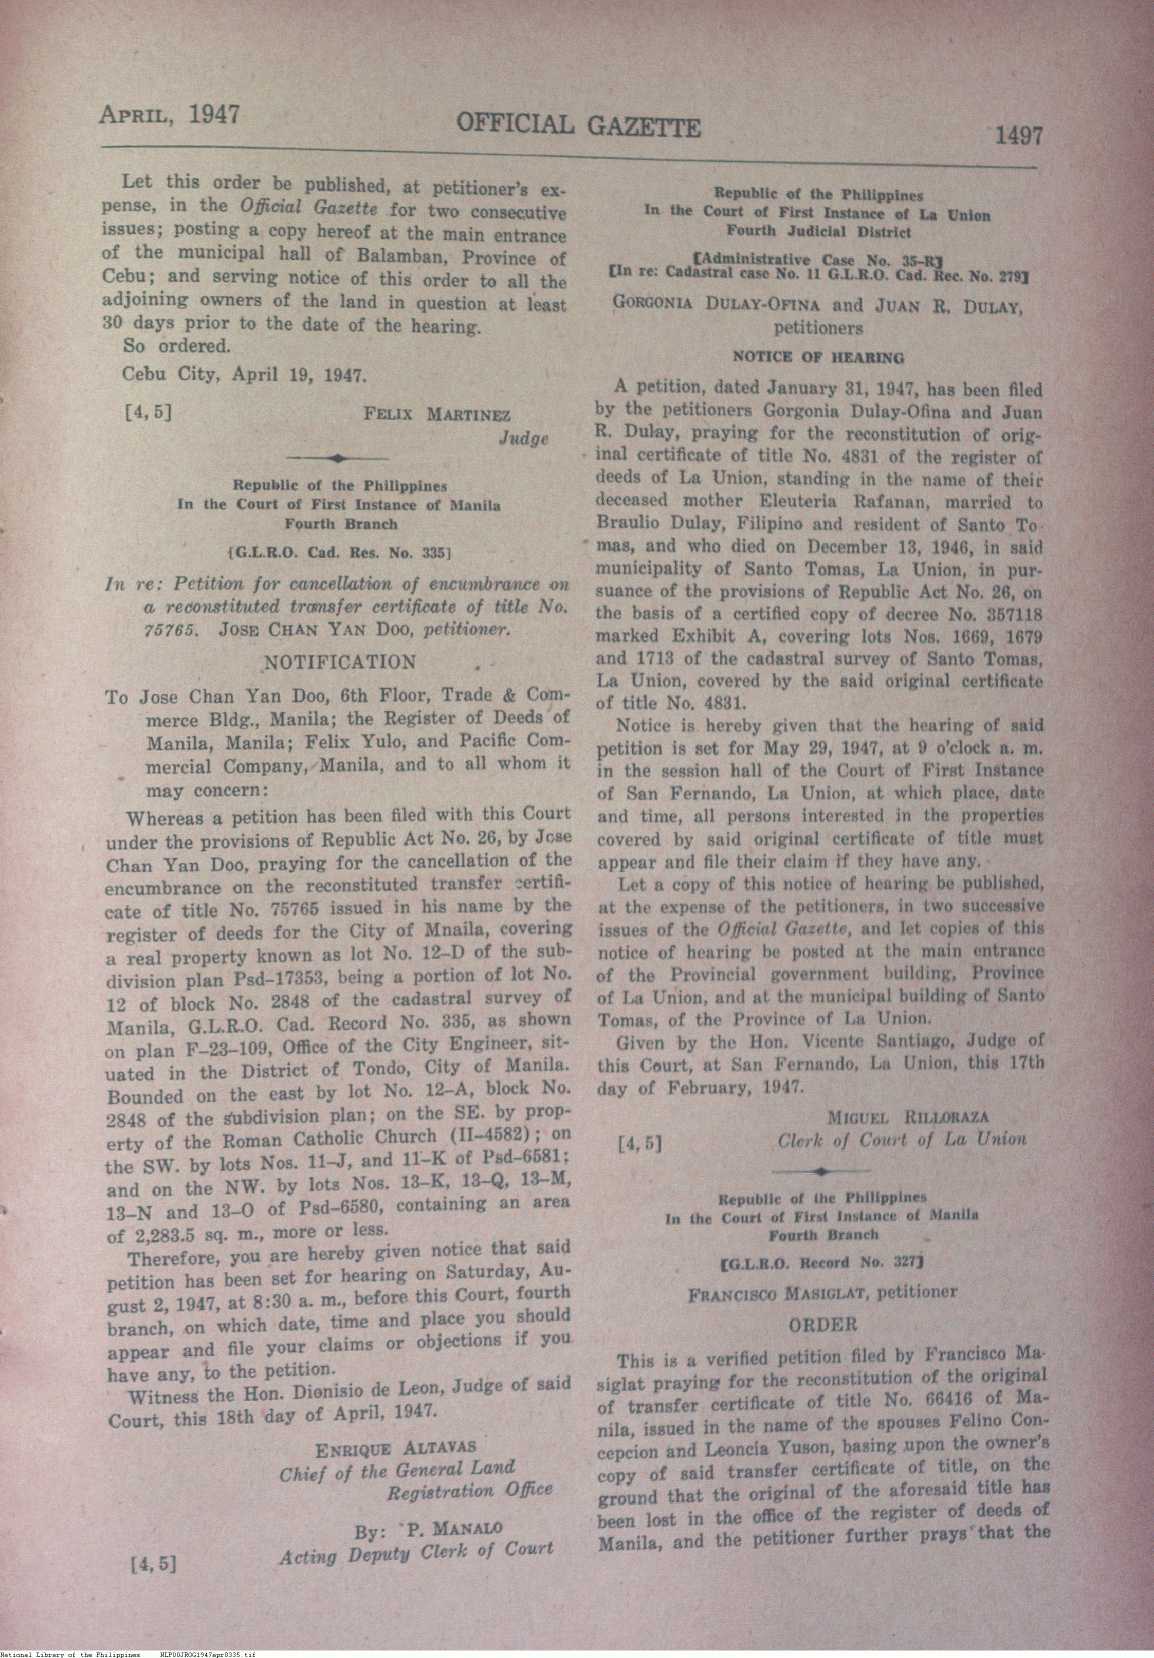 APRIL, 1947
OFFICIAL GAZETTE
1497
Let this order be published, at petitioner's ex-
pense, in the Official Gazette for two consecutive
issues; posting a copy hereof at the main entrance
of the municipal hall of Balamban, Province of
Cebu; and serving notice of this order to all the
adjoining owners of the land in question at least
30 days prior to the date of the hearing.
So ordered.
Cebu City, April 19, 1947.
[4, 5] FELIX MARTINEZ
Judge
Republic of the Philippines
In the Court of First Instance of Manila
Fourth Branch
[G.L.R.O. Cad. Res. No. 335]
In re: Petition for cancellation of encumbrance on
a reconstituted transfer certificate of title No.
75765. JOSE CHAN YAN DOO, petitioner.
NOTIFICATION
To Jose Chan Yan Doo, 6th Floor, Trade & Com-
merce Bldg., Manila; the Register of Deeds of
Manila, Manila; Felix Yulo, and Pacific Com-
mercial Company, Manila, and to all whom it
may concern:
Whereas a petition has been filed with this Court
under the provisions of Republic Act No. 26, by Jose
Chan Yan Doo, praying for the cancellation of the
encumbrance on the reconstituted transfer certifi-
cate of title No. 75765 issued in his name by the
register of deeds for the City of Mnaila, covering
a real property known as lot No. 12–D of the sub-
division plan Psd–17353, being a portion of lot No.
12 of block No. 2848 of the cadastral survey of
Manila, G.L.R.O. Cad. Record No. 335, as shown
on plan F–23–109, Office of the City Engineer, sit-
uated in the District of Tondo, City of Manila.
Bounded on the east by lot No. 12–A, block No.
2848 of the subdivision plan; on the SE. by prop-
erty of the Roman Catholic Church (II–4582); on
the SW. by lots Nos. 11–J, and 11–K of Psd–6581;
and on the NW. by lots Nos. 13–K, 13–Q, 13–M,
13–N and 13–O of Psd–6580, containing an area
of 2,283.5 sq. m., more or less.
Therefore, you are hereby given notice that said
petition has been set for hearing on Saturday, Au-
gust 2, 1947, at 8:30 a. m., before this Court, fourth
branch, on which date, time and place you should
appear and file your claims or objections if you
have any, to the petition.
Witness the Hon. Dionisio de Leon, Judge of said
Court, this 18th day of April, 1947.
ENRIQUE ALTAVAS
Chief of the General Land
Registration Office
By: P. MANALO
[4, 5] Acting Deputy Clerk of Court
Republic of the Philippines
In the Court of First Instance of La Union
Fourth Judicial District
[Administrative Case No. 35–R]
[In re: Cadastral case No. 11 G.L.R.O. Cad. Rec. No. 279]
GORGONIA DULAY-OFINA and JUAN R. DULAY,
petitioners
NOTICE OF HEARING
A petition, dated January 31, 1947, has been filed
by the petitioners Gorgonia Dulay-Ofina and Juan
R. Dulay, praying for the reconstitution of orig-
inal certificate of title No. 4831 of the register of
deeds of La Union, standing in the name of their
deceased mother Eleuteria Rafanan, married to
Braulio Dulay, Filipino and resident of Santo To-
mas, and who died on December 13, 1946, in said
municipality of Santo Tomas, La Union, in pur-
suance of the provisions of Republic Act No. 26, on
the basis of a certified copy of decree No. 357118
marked Exhibit A, covering lots Nos. 1669, 1679
and 1713 of the cadastral survey of Santo Tomas,
La Union, covered by the said original certificate
of title No. 4831.
Notice is hereby given that the hearing of said
petition is set for May 29, 1947, at 9 o'clock a. m.
in the session hall of the Court of First Instance
of San Fernando, La Union, at which place, date
and time, all persons interested in the properties
covered by said original certificate of title must
appear and file their claim if they have any.
Let a copy of this notice of hearing be published,
at the expense of the petitioners, in two successive
issues of the Official Gazette, and let copies of this
notice of hearing be posted at the main entrance
of the Provincial government building, Province
of La Union, and at the municipal building of Santo
Tomas, of the Province of La Union.
Given by the Hon. Vicente Santiago, Judge of
this Court, at San Fernando, La Union, this 17th
day of February, 1947.
MIGUEL RILLORAZA
[4, 5] Clerk of Court of La Union
Republic of the Philippines
In the Court of First Instance of Manila
Fourth Branch
[G.L.R.O. Record No. 327]
FRANCISCO MASIGLAT, petitioner
ORDER
This is a verified petition filed by Francisco Ma-
siglat praying for the reconstitution of the original
of transfer certificate of title No. 66416 of Ma-
nila, issued in the name of the spouses Felino Con-
cepcion and Leoncia Yuson, basing upon the owner's
copy of said transfer certificate of title, on the
ground that the original of the aforesaid title has
been lost in the office of the register of deeds of
Manila, and the petitioner further prays that the
National Library of the Philippines NLP00JROG1947apr0335.tif